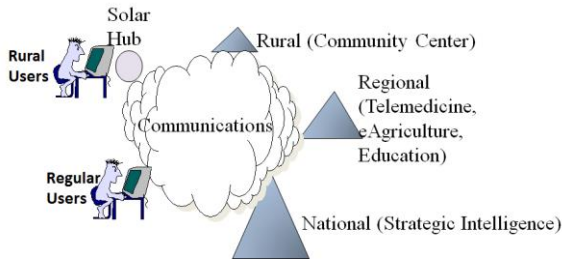 Solar
Hub
Rural
Users
Rural (Community Center)
Regional
(Telemedicine,
eAgriculture,
Education)
Communications
Regular
Users
National (Strategic Intelligence)